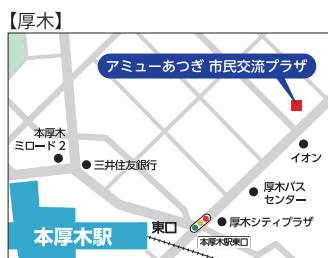 【厚木】
アミューあつぎ 市民交流プラザ
本厚木
ミロード2
三井住友銀行
イオン
厚木バス
センター
厚木シティプラザ
東口
本厚木駅東口
本厚木駅